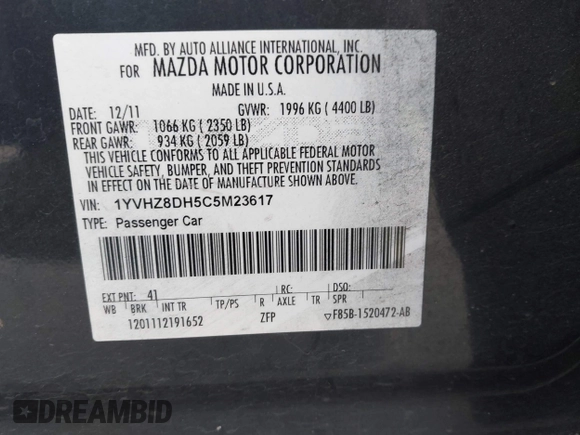 MFD. BY AUTO ALLIANCE INTERNATIONAL, INC.
FOR MAZDA MOTOR CORPORATION
MADE IN U.S.A.
DATE: 12/11 GVWR: 1996 KG ( 4400 LB)
FRONT GAWR: 1066 KG ( 2350 LB)
REAR GAWR: 934 KG ( 2059 LB)
THIS VEHICLE CONFORMS TO ALL APPLICABLE FEDERAL MOTOR
VEHICLE SAFETY, BUMPER, AND THEFT PREVENTION STANDARDS
IN EFFECT ON THE DATE OF MANUFACTURE SHOWN ABOVE.
VIN: 1YVHZ8DH5C5M23617
TYPE: Passenger Car
EXT PNT: 41 RC: DSO:
WB BRK INT TR TP/PS R AXLE TR SPR
1201112191652 ZFP ▽F85B-1520472-AB
DREAMBID